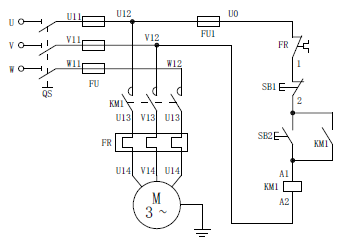 U U11 U12 U0
V V11 V12 FU1
W W11 W12
FU
QS
FR
1
SB1
2
KM1
U13 V13 U13
SB2
KM1
FR
U14 V14 U14
A1
KM1
A2
M
3 ~